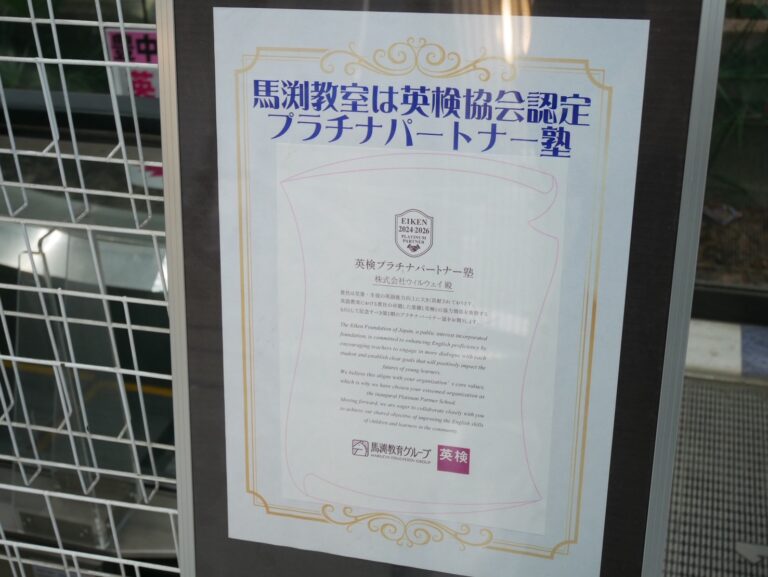 豊中
英
馬渕教室は英検協会認定
プラチナパートナー塾
EIKEN
2024-2026
PLATINUM
PARTNER
英検プラチナパートナー塾
株式会社ウィルウェイ 殿
The Eiken Foundation of Japan, a public interest incorporated
foundation, is committed to enhancing English proficiency by
encouraging teachers to engage in more dialogue with each
student and establish clear goals that will positively impact the
futures of young learners.
We believe this aligns with your organization's core values,
which is why we have chosen your esteemed organization as
the inaugural Platinum Partner School.
Moving forward, we are eager to collaborate closely with you
to achieve our shared objective of improving the English skills
of children and learners in the community.
馬渕教育グループ
MABUCHI EDUCATION GROUP
英検